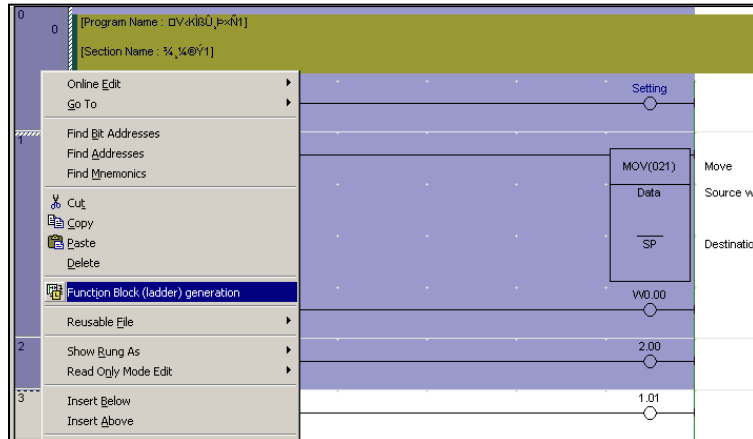 0
0
[Program Name : ¤V‹KÌßÛ¸Þ×Ñ1]
[Section Name : ¾¸¼®Ý1]
Online Edit
Go To
Setting
Find Bit Addresses
1
Find Addresses
Find Mnemonics
MOV(021)
Move
Cut
Data
Source w
Copy
Paste
SP
Destinatio
Delete
Function Block (ladder) generation
W0.00
Reusable File
2
Show Rung As
2.00
Read Only Mode Edit
3
Insert Below
1.01
Insert Above